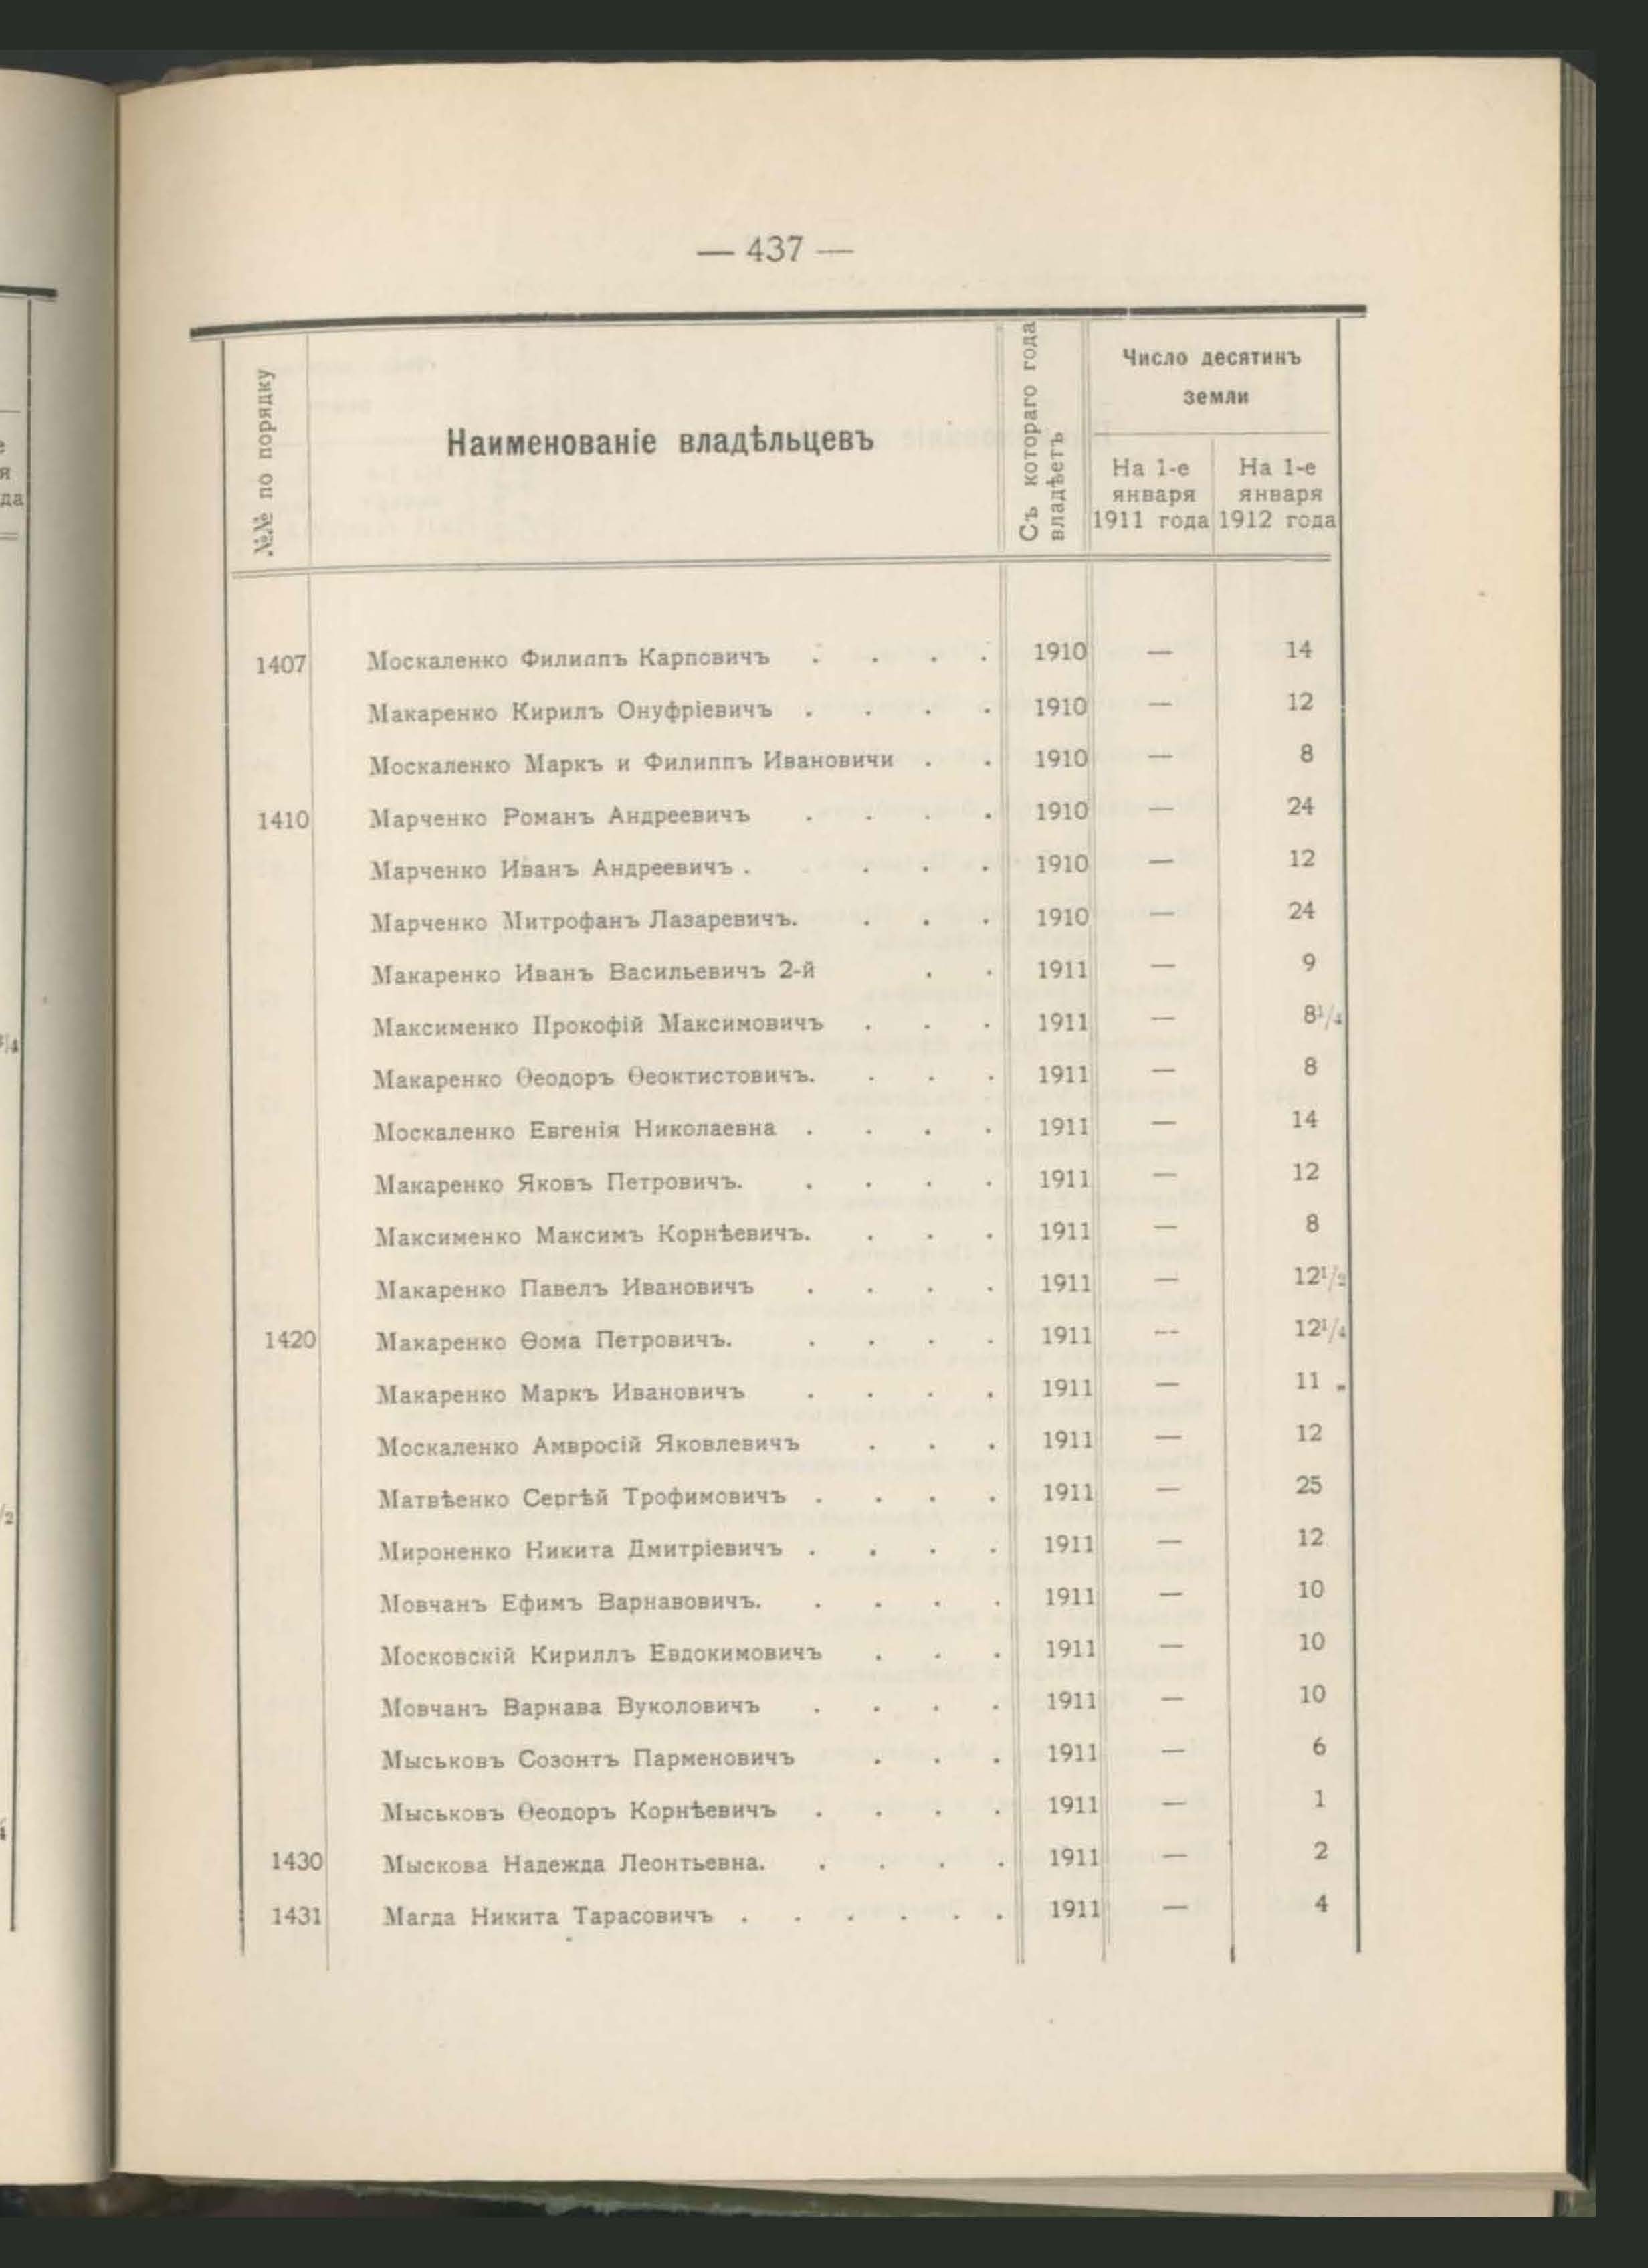 — 437 —
№№ по порядку
Наименованіе владѣльцевъ
Съ котораго года
владѣетъ
Число десятинъ
земли
На 1-е
января
1911 года
На 1-е
января
1912 года
1407 Москаленко Филиппъ Карповичъ . . . . 1910 — 14
Макаренко Кирилъ Онуфріевичъ . . . . 1910 — 12
Москаленко Маркъ и Филиппъ Ивановичи . . 1910 — 8
1410 Марченко Романъ Андреевичъ . . . . 1910 — 24
Марченко Иванъ Андреевичъ . . . . 1910 — 12
Марченко Митрофанъ Лазаревичъ. . . . 1910 — 24
Макаренко Иванъ Васильевичъ 2-й . . 1911 — 9
Максименко Прокофій Максимовичъ . . . 1911 — 8¹/₄
Макаренко Ѳеодоръ Ѳеоктистовичъ. . . . 1911 — 8
Москаленко Евгенія Николаевна . . . . 1911 — 14
Макаренко Яковъ Петровичъ. . . . . 1911 — 12
Максименко Максимъ Корнѣевичъ. . . . 1911 — 8
Макаренко Павелъ Ивановичъ . . . . 1911 — 12¹/₂
1420 Макаренко Ѳома Петровичъ. . . . . 1911 — 12¹/₄
Макаренко Маркъ Ивановичъ . . . . 1911 — 11 „
Москаленко Амвросій Яковлевичъ . . . 1911 — 12
Матвѣенко Сергѣй Трофимовичъ . . . . 1911 — 25
Мироненко Никита Дмитріевичъ . . . . 1911 — 12
Мовчанъ Ефимъ Варнавовичъ. . . . . 1911 — 10
Московскій Кириллъ Евдокимовичъ . . . 1911 — 10
Мовчанъ Варнава Вуколовичъ . . . . 1911 — 10
Мыськовъ Созонтъ Парменовичъ . . . 1911 — 6
Мыськовъ Ѳеодоръ Корнѣевичъ . . . . 1911 — 1
1430 Мыскова Надежда Леонтьевна. . . . . 1911 — 2
1431 Магда Никита Тарасовичъ . . . . . . 1911 — 4